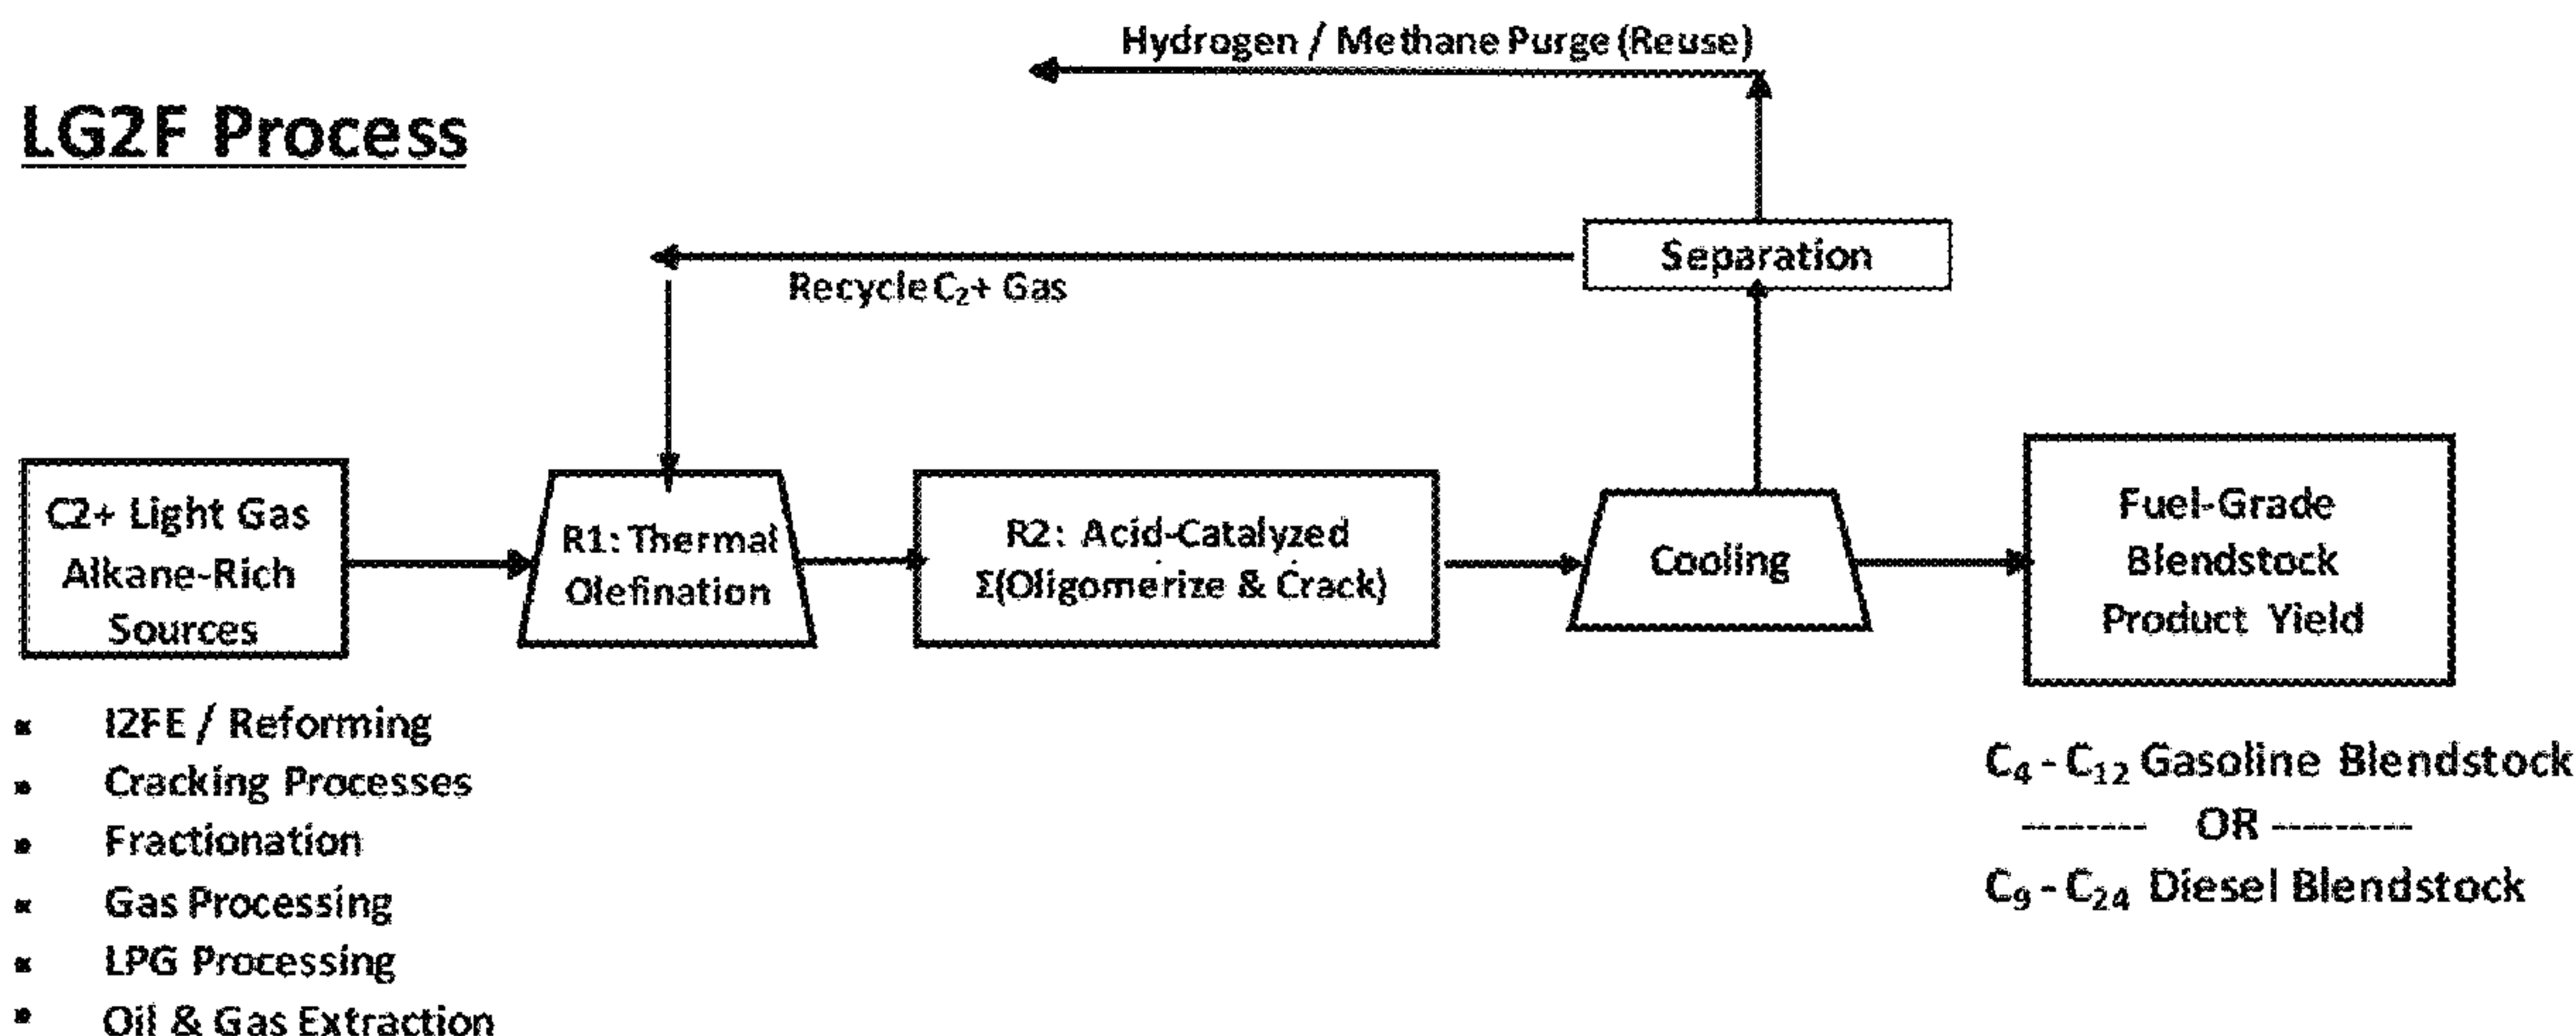 Hydrogen / Methane Purge (Reuse)
LG2F Process
Separation
Recycle C₂+ Gas
C2+ Light Gas
Alkane-Rich
Sources
R1: Thermal
Olefination
R2: Acid-Catalyzed
Σ(Oligomerize & Crack)
Cooling
Fuel-Grade
Blendstock
Product Yield
▪ I2FE / Reforming
▪ Cracking Processes
▪ Fractionation
▪ Gas Processing
▪ LPG Processing
▪ Oil & Gas Extraction
C₄ - C₁₂ Gasoline Blendstock
-------- OR ---------
C₉ - C₂₄ Diesel Blendstock